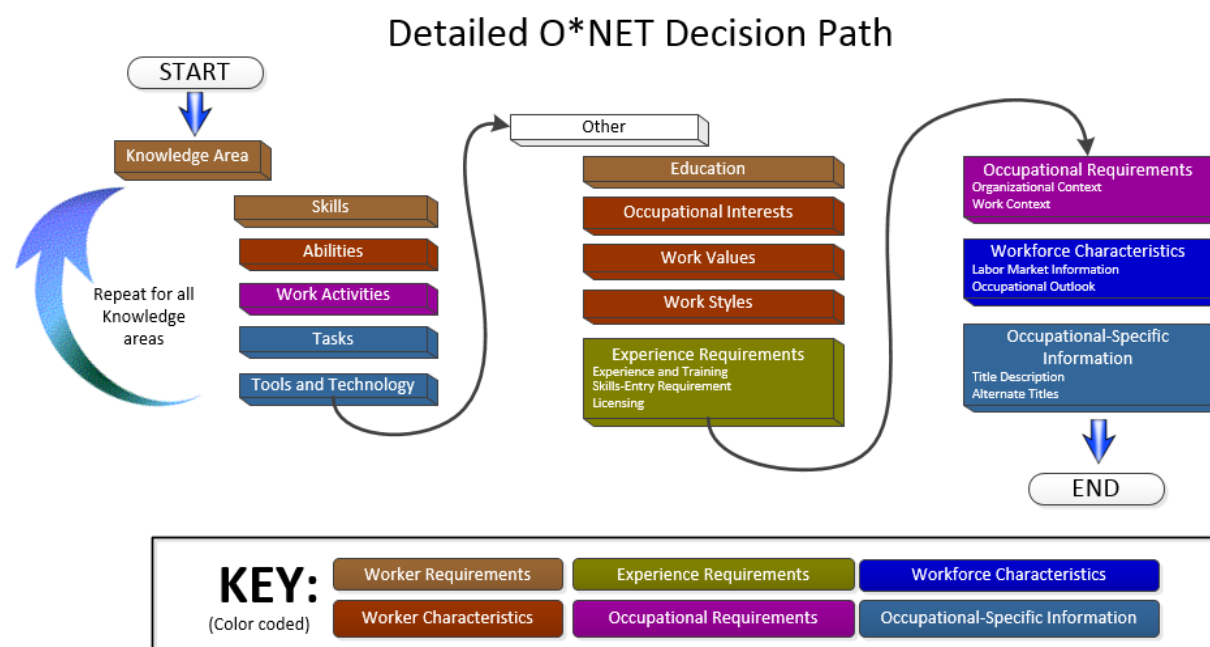 Detailed O*NET Decision Path
START
Knowledge Area
Skills
Abilities
Work Activities
Tasks
Tools and Technology
Repeat for all
Knowledge
areas
Other
Education
Occupational Interests
Work Values
Work Styles
Experience Requirements
Experience and Training
Skills-Entry Requirement
Licensing
Occupational Requirements
Organizational Context
Work Context
Workforce Characteristics
Labor Market Information
Occupational Outlook
Occupational-Specific
Information
Title Description
Alternate Titles
END
KEY:
(Color coded)
Worker Requirements
Experience Requirements
Workforce Characteristics
Worker Characteristics
Occupational Requirements
Occupational-Specific Information